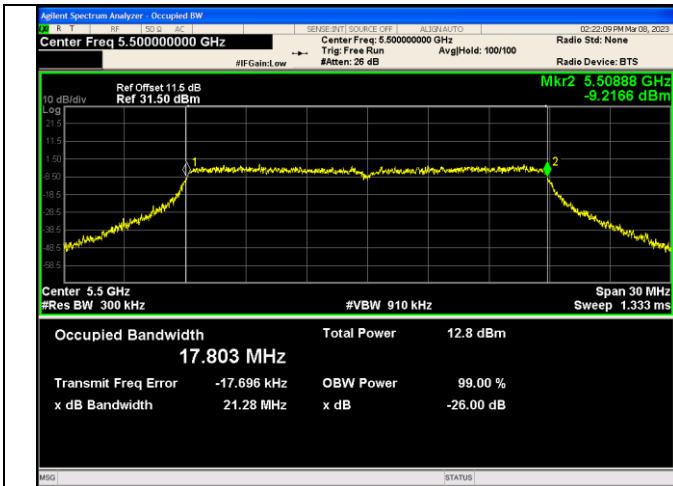 Agilent Spectrum Analyzer - Occupied BW
R T RF 50 Ω AC SENSE:INT SOURCE OFF ALIGNAUTO 02:22:09 PM Mar 08, 2023
Center Freq 5.500000000 GHz Center Freq: 5.500000000 GHz Radio Std: None
Trig: Free Run Avg|Hold: 100/100
#IFGain:Low #Atten: 26 dB Radio Device: BTS
Mkr2 5.50888 GHz
-9.2166 dBm
Ref Offset 11.5 dB
10 dB/div Ref 31.50 dBm
Log
21.5
11.5
1.50
-8.50
-18.5
-28.5
-38.5
-48.5
-58.5
1
2
Center 5.5 GHz Span 30 MHz
#Res BW 300 kHz #VBW 910 kHz Sweep 1.333 ms
Occupied Bandwidth Total Power 12.8 dBm
17.803 MHz
Transmit Freq Error -17.696 kHz OBW Power 99.00 %
x dB Bandwidth 21.28 MHz x dB -26.00 dB
MSG STATUS